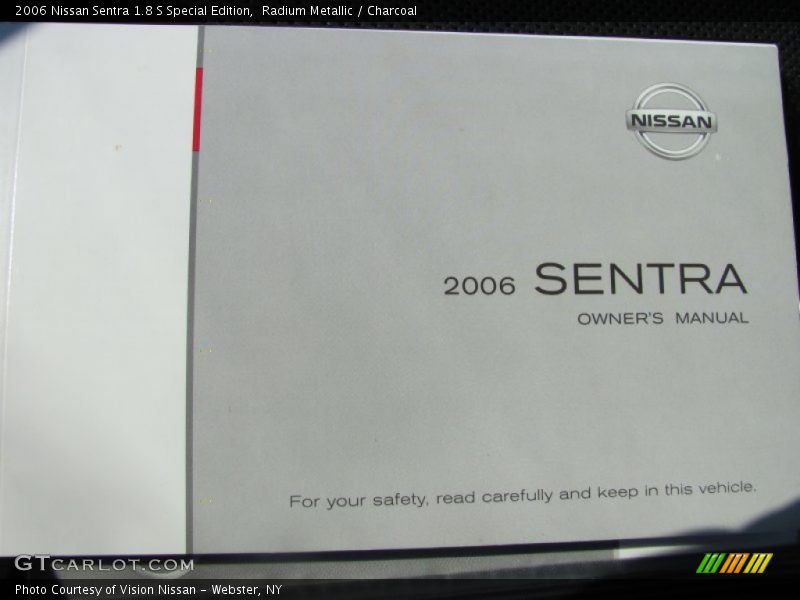 2006 Nissan Sentra 1.8 S Special Edition,  Radium Metallic / Charcoal
NISSAN
2006 SENTRA
OWNER'S MANUAL
For your safety, read carefully and keep in this vehicle.
GTCARLOT.COM
Photo Courtesy of Vision Nissan - Webster, NY